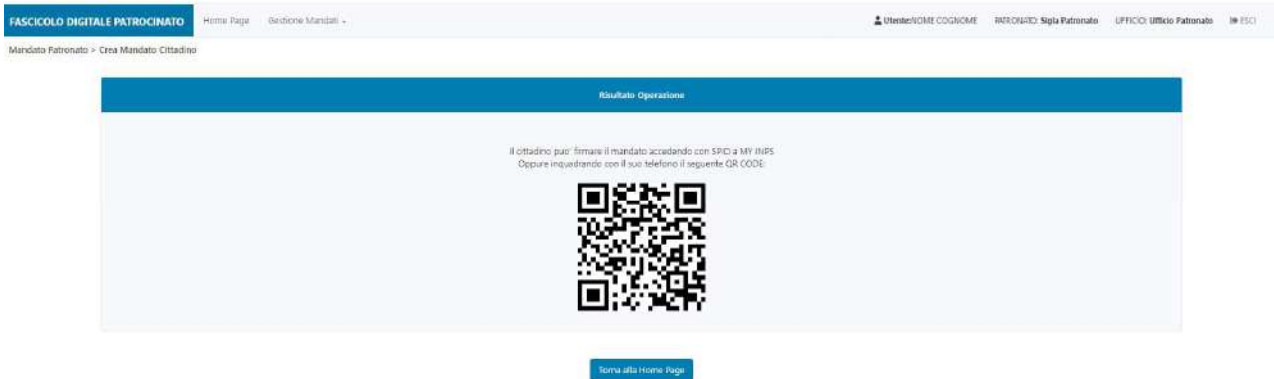 FASCICOLO DIGITALE PATROCINATO Home Page Gestione Mandati Utente:NOME COGNOME PATRONATO: Sigla Patronato UFFICIO: Ufficio Patronato ESCI
Mandato Patronato > Crea Mandato Cittadino
Risultato Operazione
Il cittadino puo' firmare il mandato accedendo con SPID a MY INPS
Oppure inquadrando con il suo telefono il seguente QR CODE:
Torna alla Home Page